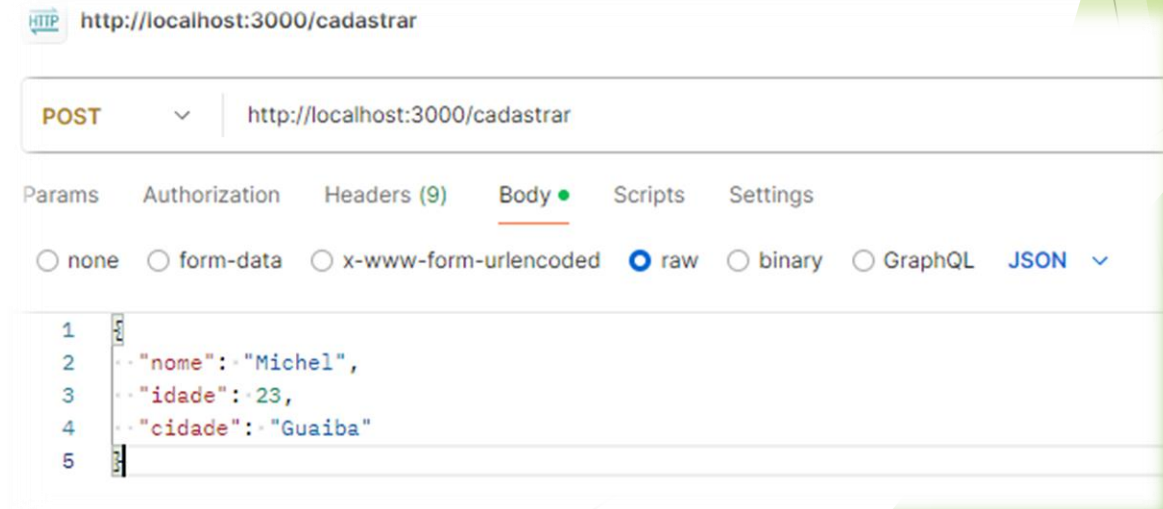 HTTP http://localhost:3000/cadastrar
POST http://localhost:3000/cadastrar
Params Authorization Headers (9) Body Scripts Settings
none form-data x-www-form-urlencoded raw binary GraphQL JSON
1 {
2 "nome": "Michel",
3 "idade": 23,
4 "cidade": "Guaiba"
5 }